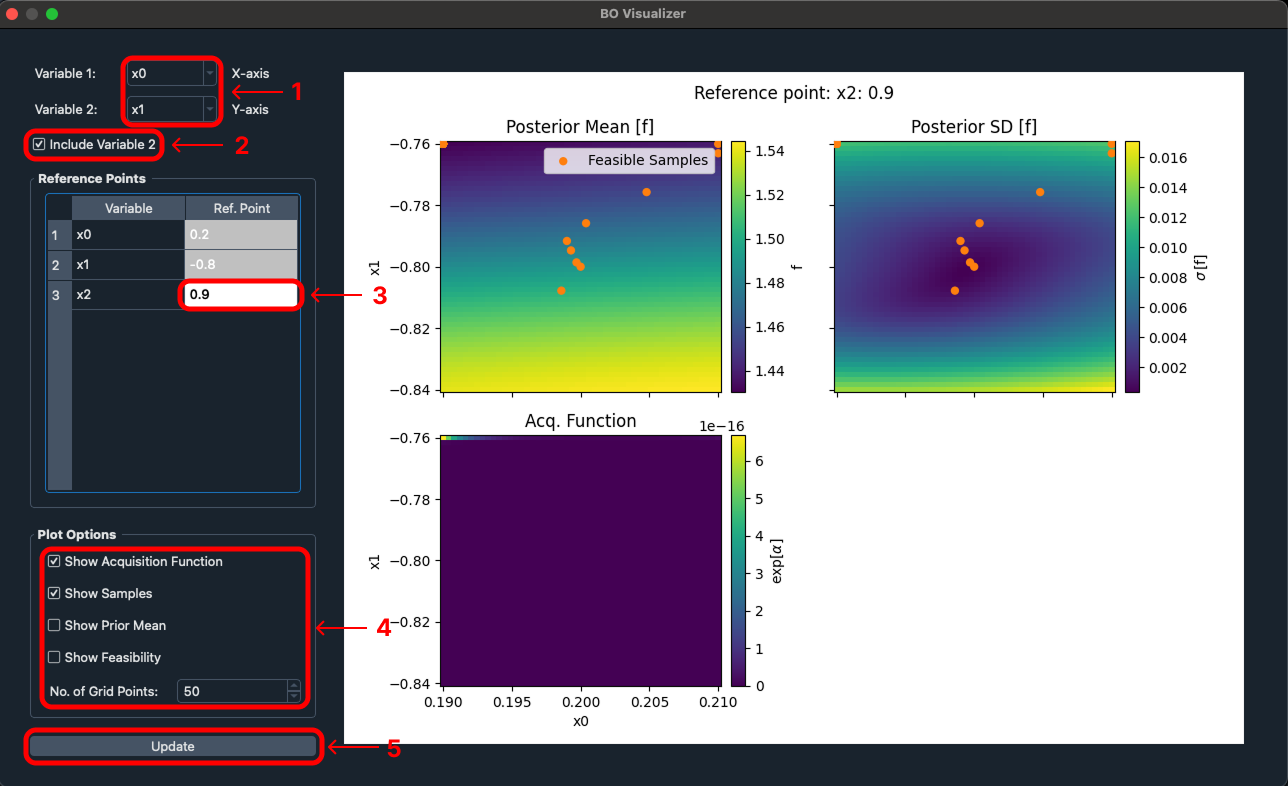 BO Visualizer
Variable 1:
x0
X-axis
1
Variable 2:
x1
Y-axis
Include Variable 2
2
Reference Points
Variable
Ref. Point
1
x0
0.2
2
x1
-0.8
3
x2
0.9
3
Plot Options
Show Acquisition Function
Show Samples
Show Prior Mean
4
Show Feasibility
No. of Grid Points:
50
Update
5
Reference point: x2: 0.9
Posterior Mean [f]
Feasible Samples
−0.76
−0.78
−0.80
−0.82
−0.84
x1
1.54
1.52
1.50
1.48
1.46
1.44
f
Posterior SD [f]
0.016
0.014
0.012
0.010
0.008
0.006
0.004
0.002
σ[f]
Acq. Function
1e−16
−0.76
−0.78
−0.80
−0.82
−0.84
x1
0.190
0.195
0.200
0.205
0.210
x0
6
5
4
3
2
1
0
exp[α]